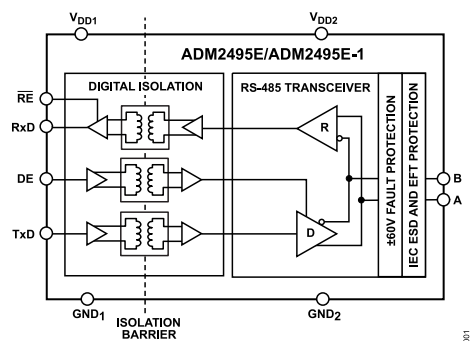 VDD1
VDD2
ADM2495E/ADM2495E-1
DIGITAL ISOLATION
RS-485 TRANSCEIVER
RE
RxD
R
DE
TxD
D
±60V FAULT PROTECTION
IEC ESD AND EFT PROTECTION
B
A
GND1
GND2
ISOLATION
BARRIER
001